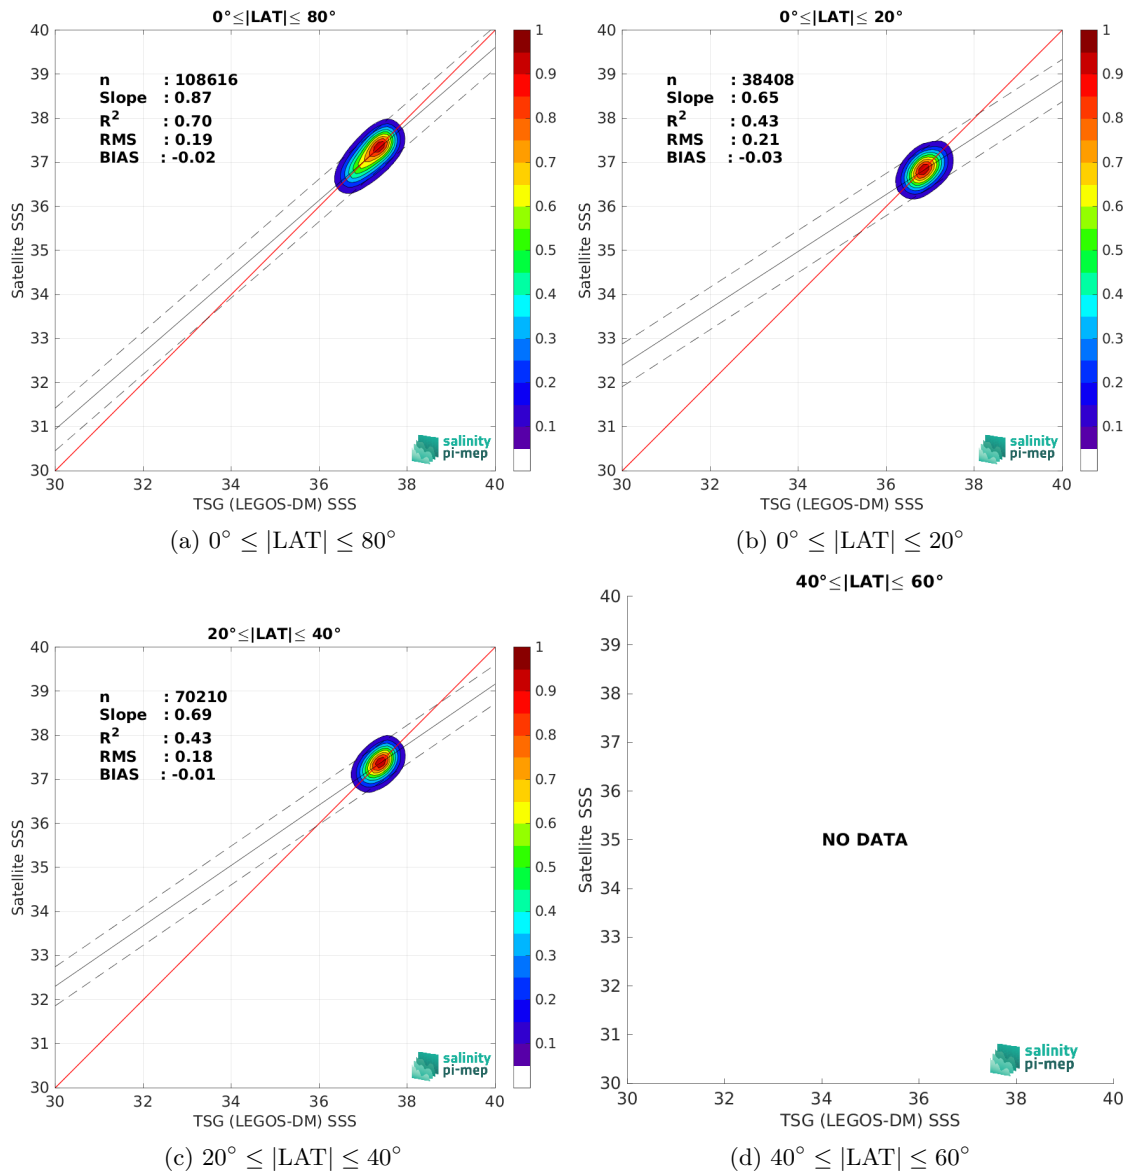 0°≤|LAT|≤ 80°
40
39
38
37
36
35
34
33
32
31
30
Satellite SSS
n : 108616
Slope : 0.87
R² : 0.70
RMS : 0.19
BIAS : -0.02
salinity
pi-mep
30 32 34 36 38 40
TSG (LEGOS-DM) SSS
1
0.9
0.8
0.7
0.6
0.5
0.4
0.3
0.2
0.1
(a) 0° ≤ |LAT| ≤ 80°
0°≤|LAT|≤ 20°
40
39
38
37
36
35
34
33
32
31
30
Satellite SSS
n : 38408
Slope : 0.65
R² : 0.43
RMS : 0.21
BIAS : -0.03
salinity
pi-mep
30 32 34 36 38 40
TSG (LEGOS-DM) SSS
1
0.9
0.8
0.7
0.6
0.5
0.4
0.3
0.2
0.1
(b) 0° ≤ |LAT| ≤ 20°
20°≤|LAT|≤ 40°
40
39
38
37
36
35
34
33
32
31
30
Satellite SSS
n : 70210
Slope : 0.69
R² : 0.43
RMS : 0.18
BIAS : -0.01
salinity
pi-mep
30 32 34 36 38 40
TSG (LEGOS-DM) SSS
1
0.9
0.8
0.7
0.6
0.5
0.4
0.3
0.2
0.1
(c) 20° ≤ |LAT| ≤ 40°
40°≤|LAT|≤ 60°
40
39
38
37
36
35
34
33
32
31
30
Satellite SSS
NO DATA
salinity
pi-mep
30 32 34 36 38 40
TSG (LEGOS-DM) SSS
(d) 40° ≤ |LAT| ≤ 60°